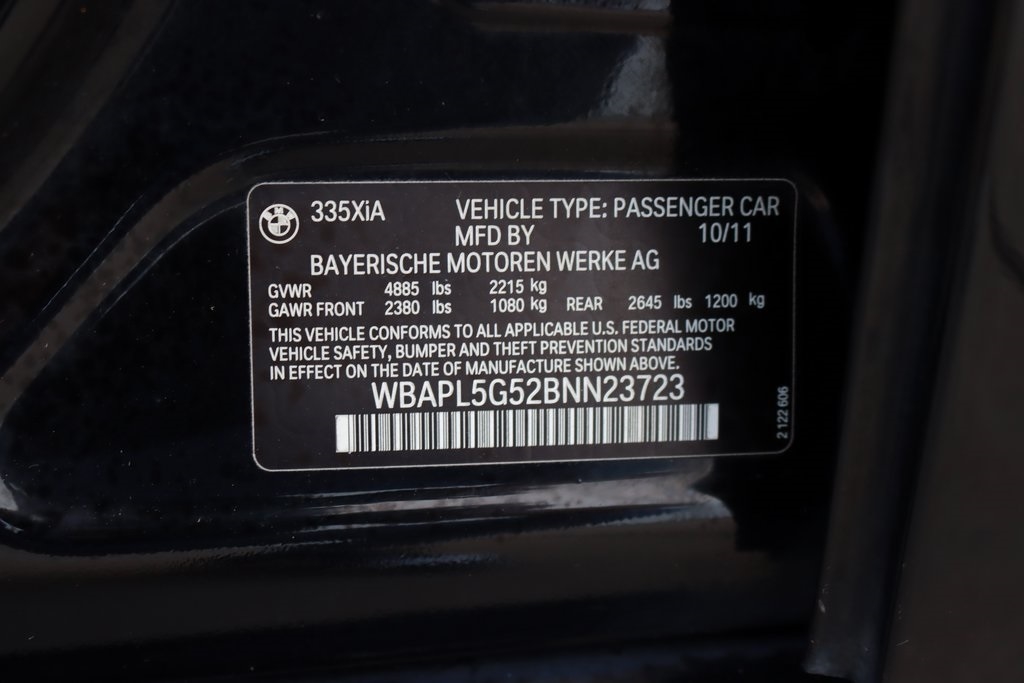 335XiA VEHICLE TYPE: PASSENGER CAR
MFD BY 10/11
BAYERISCHE MOTOREN WERKE AG
GVWR 4885 lbs 2215 kg
GAWR FRONT 2380 lbs 1080 kg REAR 2645 lbs 1200 kg
THIS VEHICLE CONFORMS TO ALL APPLICABLE U.S. FEDERAL MOTOR
VEHICLE SAFETY, BUMPER AND THEFT PREVENTION STANDARDS
IN EFFECT ON THE DATE OF MANUFACTURE SHOWN ABOVE.
WBAPL5G52BNN23723
2 122 606